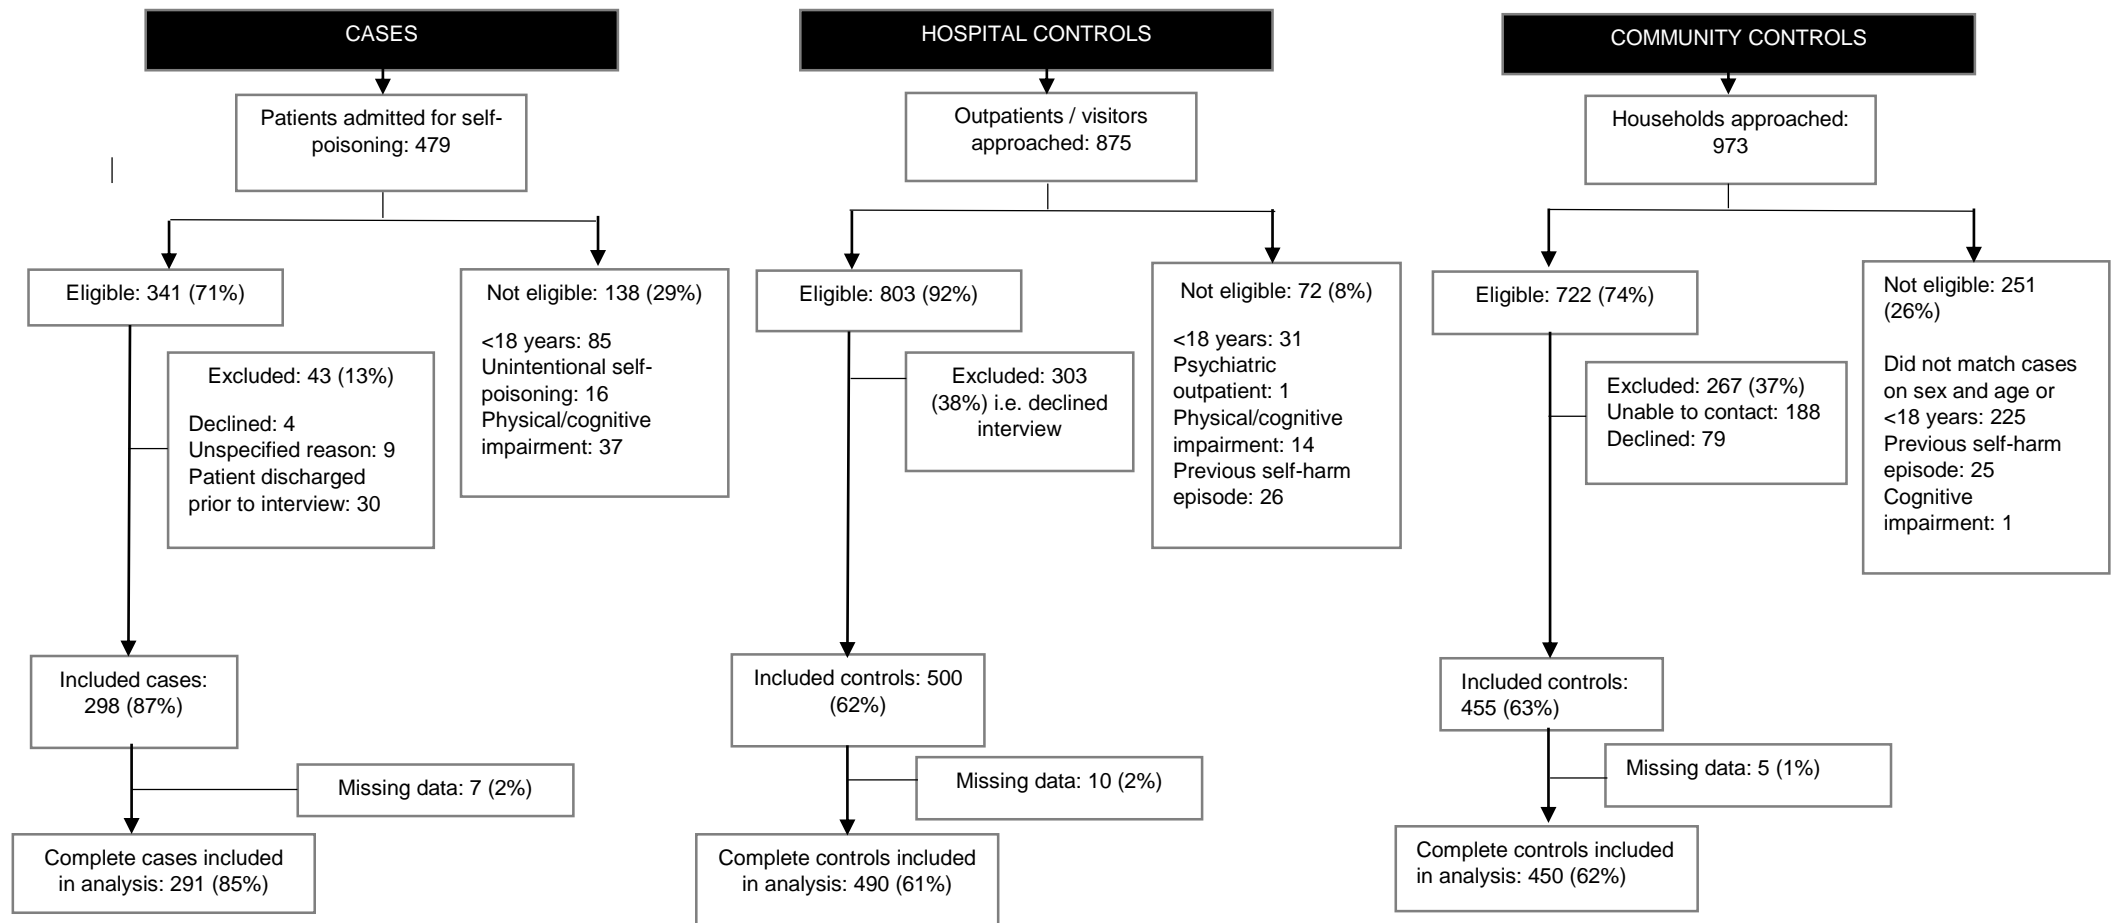 CASES
Patients admitted for self-
poisoning: 479
Eligible: 341 (71%)
Not eligible: 138 (29%)
<18 years: 85
Unintentional self-
poisoning: 16
Physical/cognitive
impairment: 37
Excluded: 43 (13%)
Declined: 4
Unspecified reason: 9
Patient discharged
prior to interview: 30
Included cases:
298 (87%)
Missing data: 7 (2%)
Complete cases included
in analysis: 291 (85%)
HOSPITAL CONTROLS
Outpatients / visitors
approached: 875
Eligible: 803 (92%)
Not eligible: 72 (8%)
<18 years: 31
Psychiatric
outpatient: 1
Physical/cognitive
impairment: 14
Previous self-harm
episode: 26
Excluded: 303
(38%) i.e. declined
interview
Included controls: 500
(62%)
Missing data: 10 (2%)
Complete controls included
in analysis: 490 (61%)
COMMUNITY CONTROLS
Households approached:
973
Eligible: 722 (74%)
Not eligible: 251
(26%)
Did not match cases
on sex and age or
<18 years: 225
Previous self-harm
episode: 25
Cognitive
impairment: 1
Excluded: 267 (37%)
Unable to contact: 188
Declined: 79
Included controls:
455 (63%)
Missing data: 5 (1%)
Complete controls included
in analysis: 450 (62%)